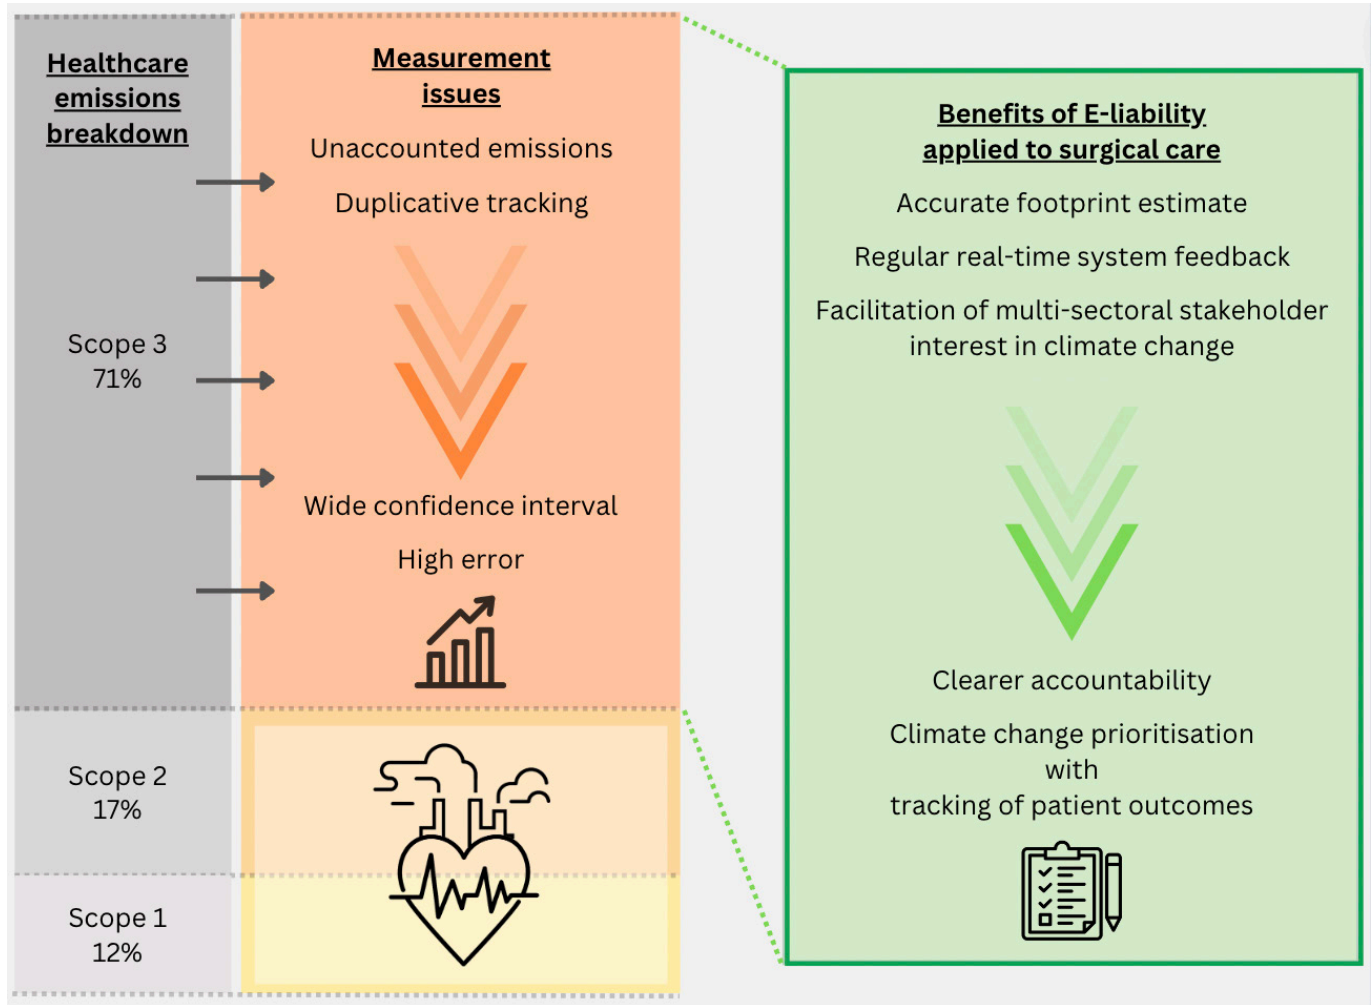 Healthcare
emissions
breakdown
Scope 3
71%
Scope 2
17%
Scope 1
12%
Measurement
issues
Unaccounted emissions
Duplicative tracking
Wide confidence interval
High error
Benefits of E-liability
applied to surgical care
Accurate footprint estimate
Regular real-time system feedback
Facilitation of multi-sectoral stakeholder
interest in climate change
Clearer accountability
Climate change prioritisation
with
tracking of patient outcomes